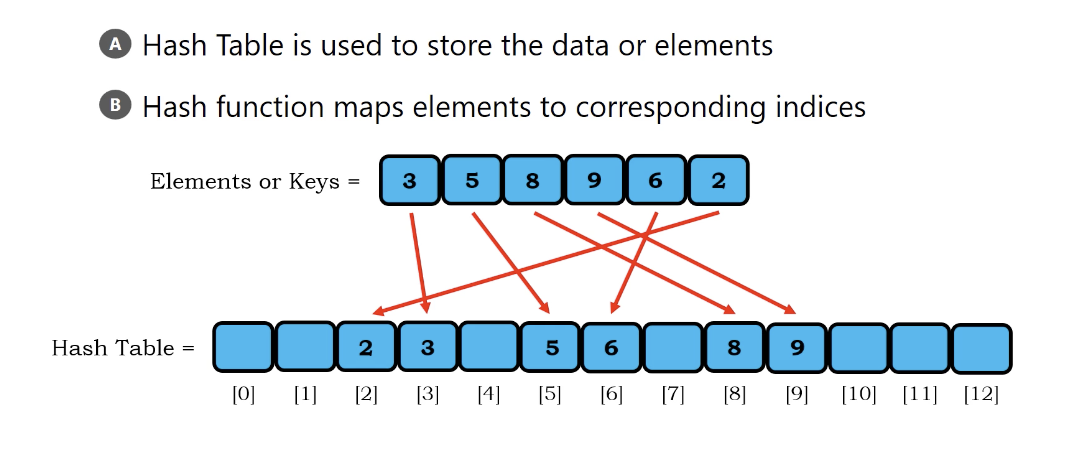 A Hash Table is used to store the data or elements
B Hash function maps elements to corresponding indices
Elements or Keys = 3 5 8 9 6 2
Hash Table = 2 3 5 6 8 9
[0] [1] [2] [3] [4] [5] [6] [7] [8] [9] [10] [11] [12]